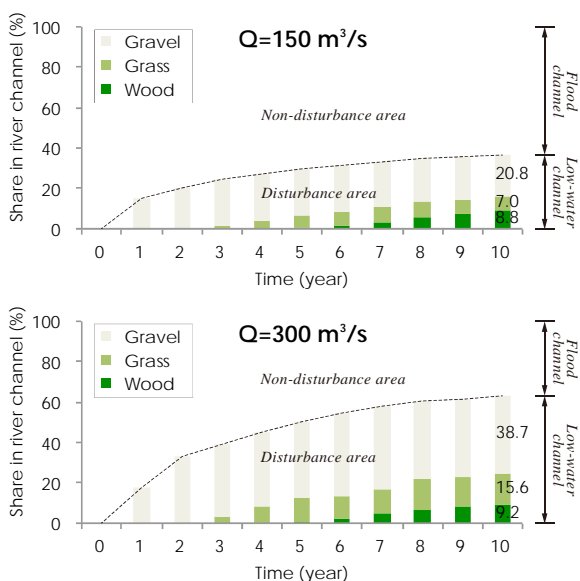 Q=150 m³/s
Share in river channel (%)
100
80
60
40
20
0
Gravel
Grass
Wood
Non-disturbance area
Disturbance area
20.8
7.0
8.8
Flood channel
Low-water channel
0 1 2 3 4 5 6 7 8 9 10
Time (year)
Q=300 m³/s
Share in river channel (%)
100
80
60
40
20
0
Gravel
Grass
Wood
Non-disturbance area
Disturbance area
38.7
15.6
9.2
Flood channel
Low-water channel
0 1 2 3 4 5 6 7 8 9 10
Time (year)